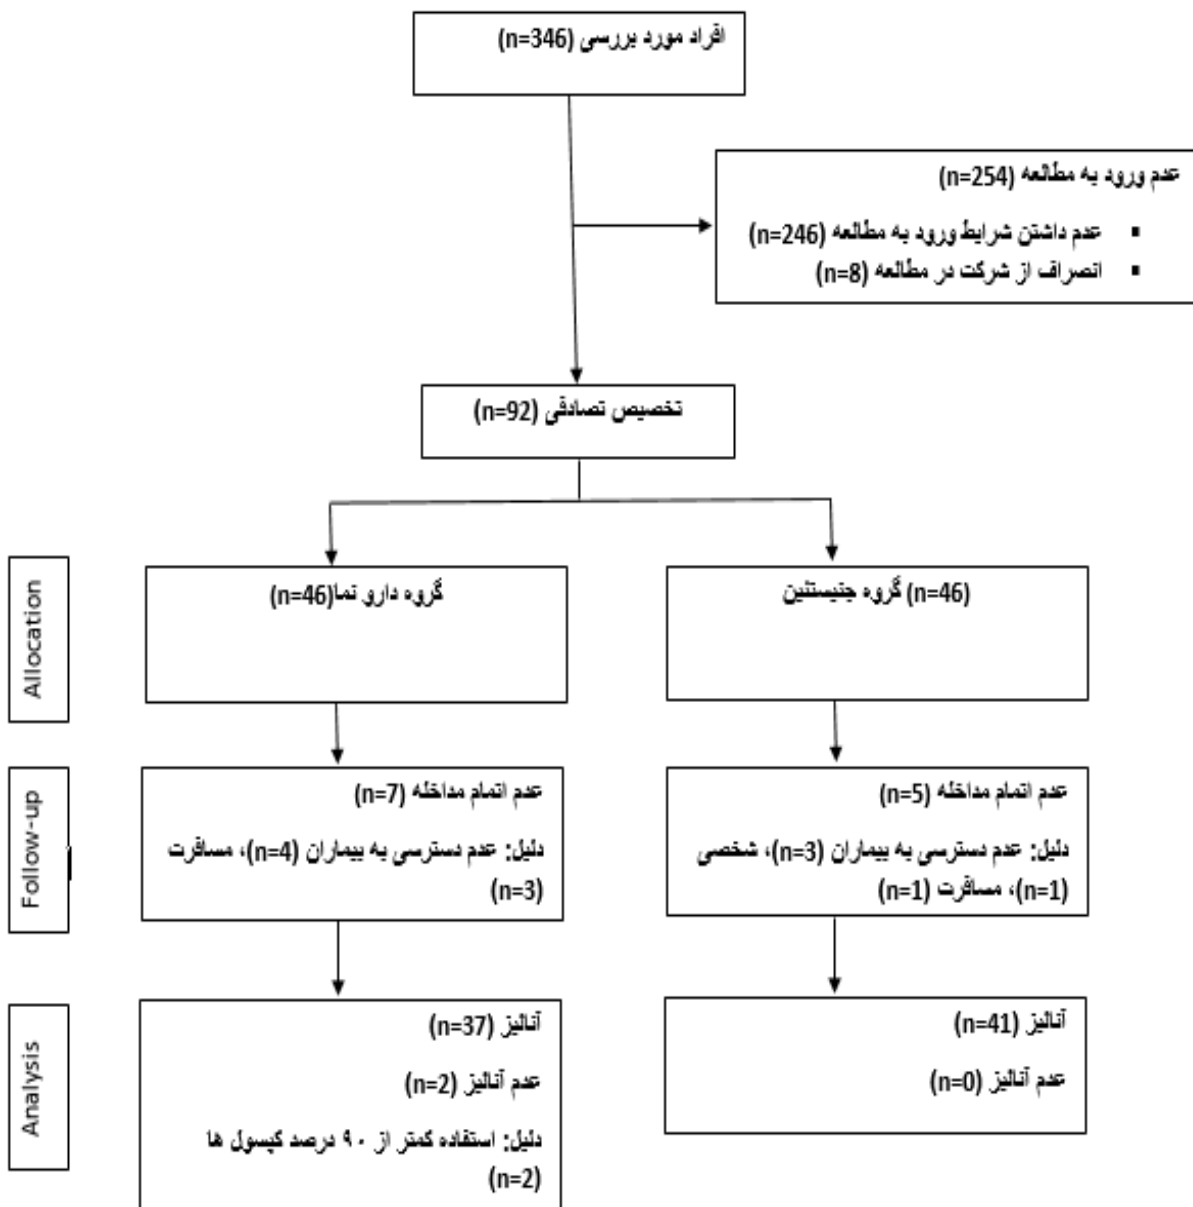 افراد مورد بررسی (n=346)
عدم ورود به مطالعه (n=254)
▪ عدم داشتن شرایط ورود به مطالعه (n=246)
▪ انصراف از شرکت در مطالعه (n=8)
تخصیص تصادقی (n=92)
Allocation
گروه جنیستئین (n=46)
گروه دارو نما(n=46)
Follow-up
عدم اتمام مداخله (n=5)
دلیل: عدم دسترسی به بیماران (n=3)، شخصی
(n=1)، مسافرت (n=1)
عدم اتمام مداخله (n=7)
دلیل: عدم دسترسی به بیماران (n=4)، مسافرت
(n=3)
Analysis
آنالیز (n=41)
عدم آنالیز (n=0)
آنالیز (n=37)
عدم آنالیز (n=2)
دلیل: استفاده کمتر از ۹۰ درصد کپسول ها
(n=2)